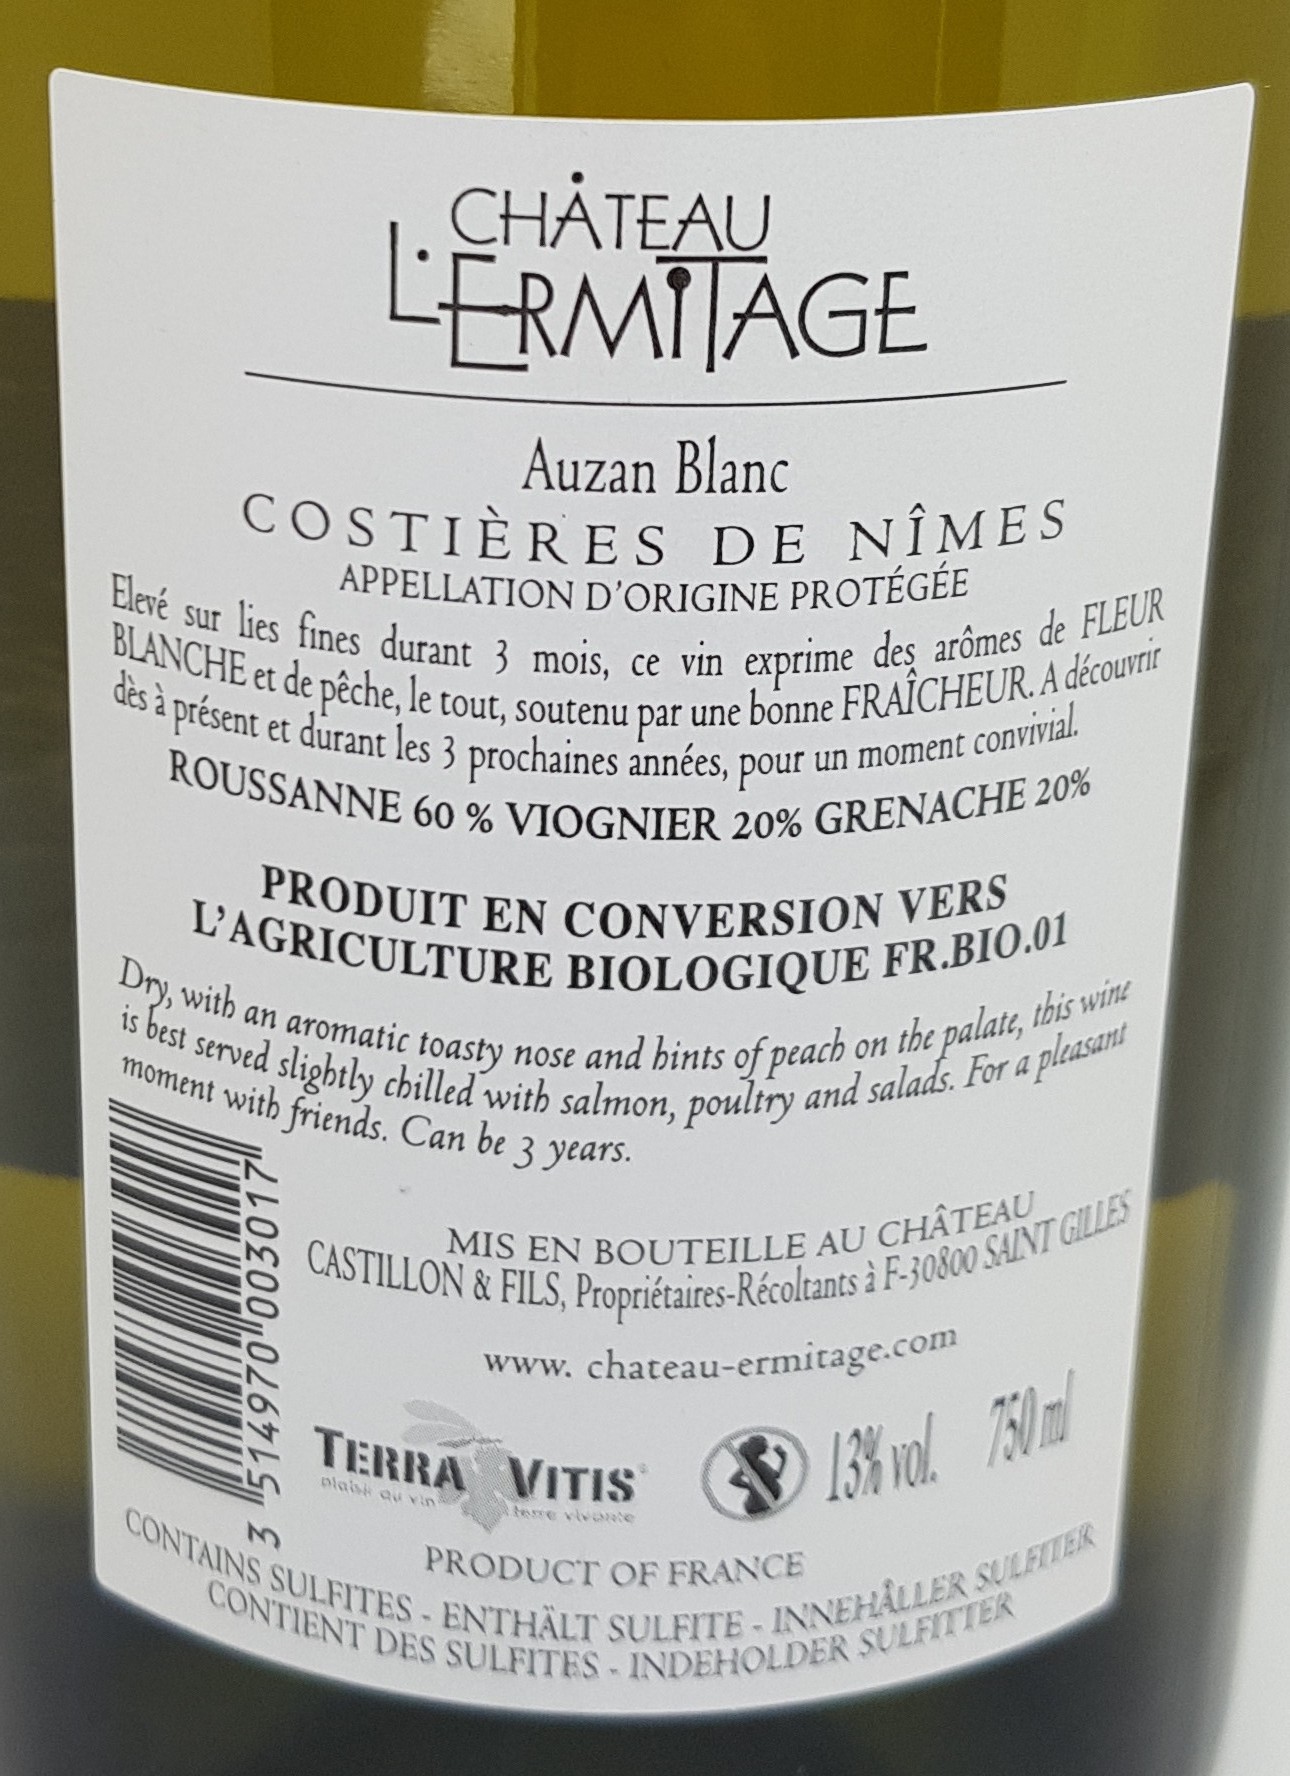 CHÂTEAU
L'ERMITAGE
Auzan Blanc
COSTIÈRES DE NÎMES
APPELLATION D'ORIGINE PROTÉGÉE
Elevé sur lies fines durant 3 mois, ce vin exprime des arômes de FLEUR
BLANCHE et de pêche, le tout, soutenu par une bonne FRAÎCHEUR. A découvrir
dès à présent et durant les 3 prochaines années, pour un moment convivial.
ROUSSANNE 60 % VIOGNIER 20% GRENACHE 20%
PRODUIT EN CONVERSION VERS
L'AGRICULTURE BIOLOGIQUE FR.BIO.01
Dry, with an aromatic toasty nose and hints of peach on the palate, this wine
is best served slightly chilled with salmon, poultry and salads. For a pleasant
moment with friends. Can be 3 years.
MIS EN BOUTEILLE AU CHÂTEAU
CASTILLON & FILS, Propriétaires-Récoltants à F-30800 SAINT GILLES
www. chateau-ermitage.com
3 514970 003017
TERRA VITIS
plaisir du vin terre vivante
13% vol. 750 ml
PRODUCT OF FRANCE
CONTAINS SULFITES - ENTHÄLT SULFITE - INNEHÅLLER SULFITER
CONTIENT DES SULFITES - INDEHOLDER SULFITTER